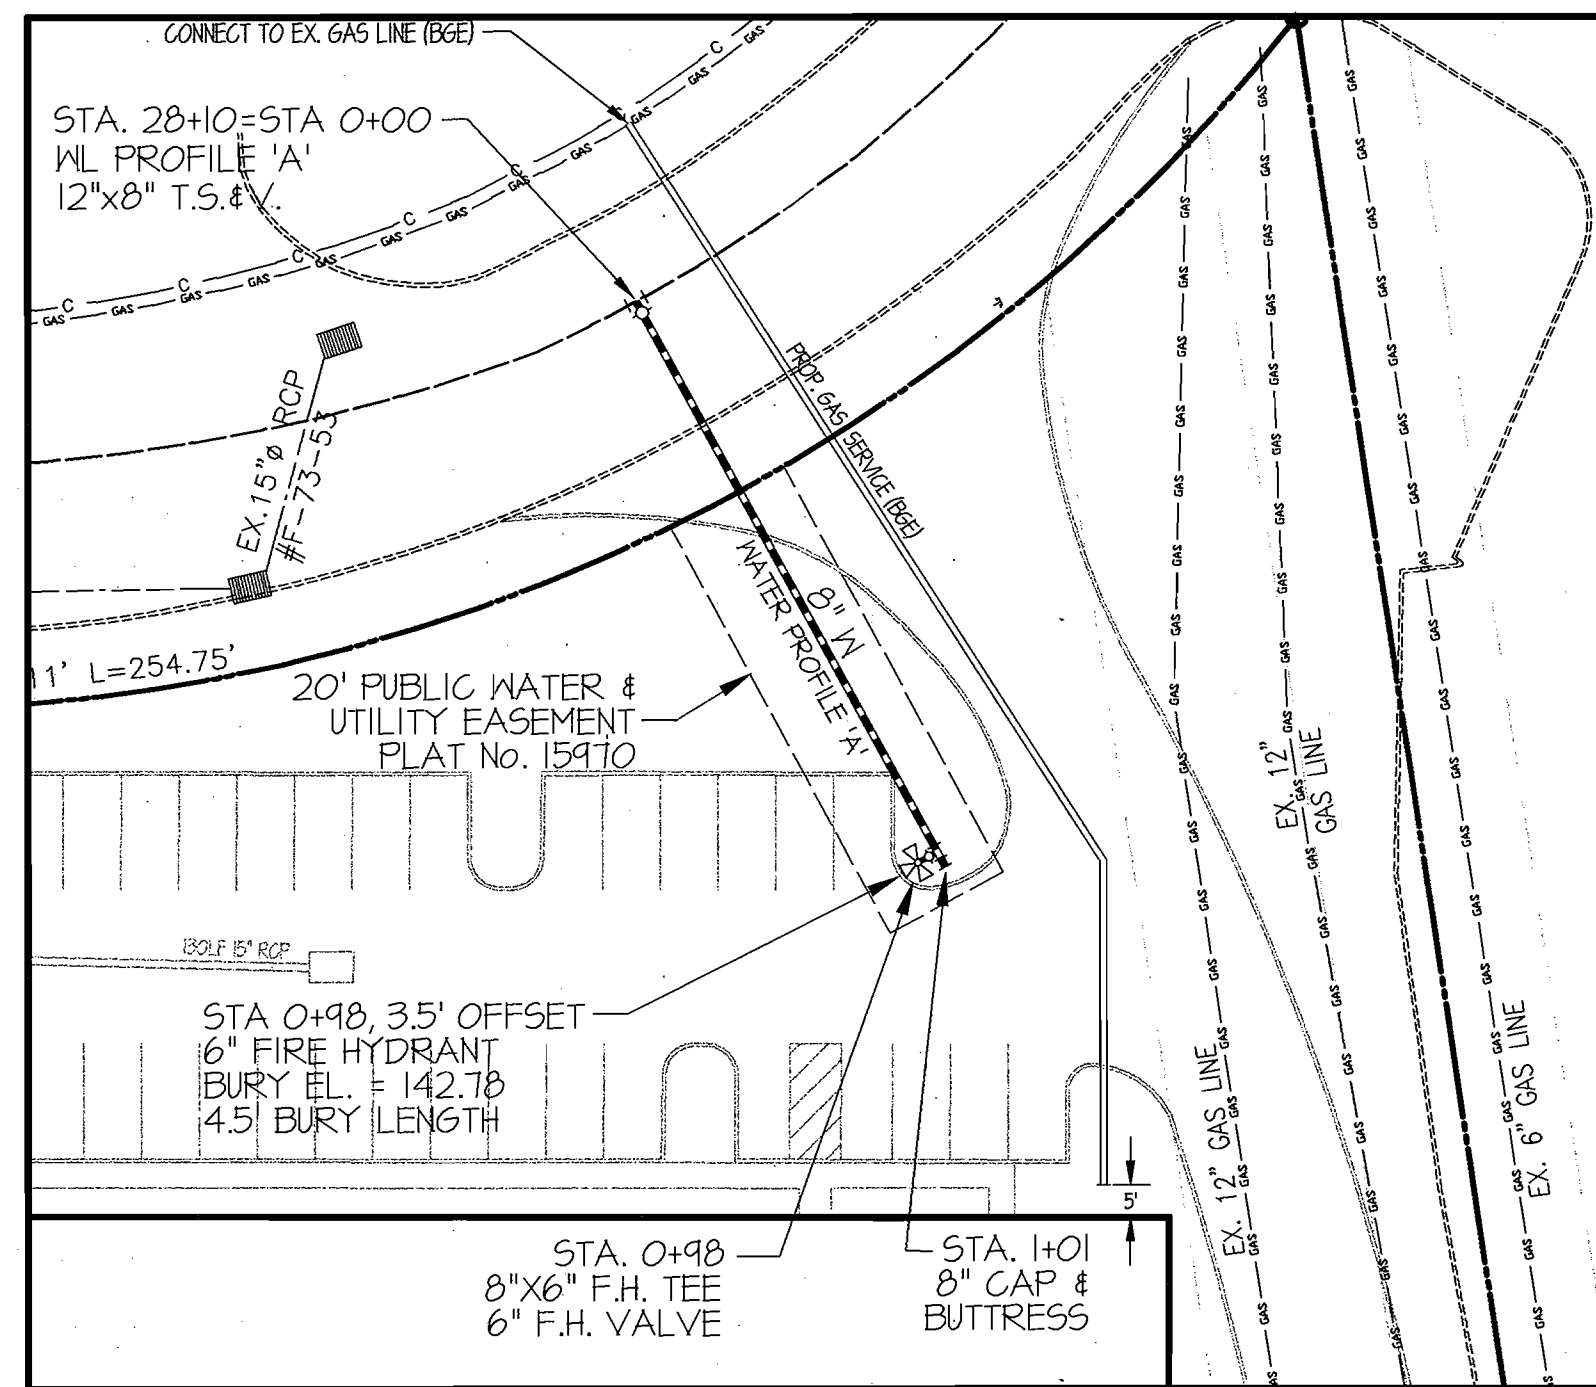 CONNECT TO EX. GAS LINE (BGE)
STA. 28+10=STA 0+00
WL PROFILE 'A'
12"x8" T.S.& V.
EX. 15"ø RCP
#F-73-53
PROP. GAS SERVICE (BGE)
8" W
WATER PROFILE 'A'
11' L=254.75'
20' PUBLIC WATER &
UTILITY EASEMENT
PLAT No. 15970
EX. 12"
GAS LINE
130LF 15" RCP
STA 0+98, 3.5' OFFSET
6" FIRE HYDRANT
BURY EL. = 142.78
4.5' BURY LENGTH
EX. 12" GAS LINE
EX. 6" GAS LINE
5'
STA. 0+98
8"X6" F.H. TEE
6" F.H. VALVE
STA. 1+01
8" CAP &
BUTTRESS